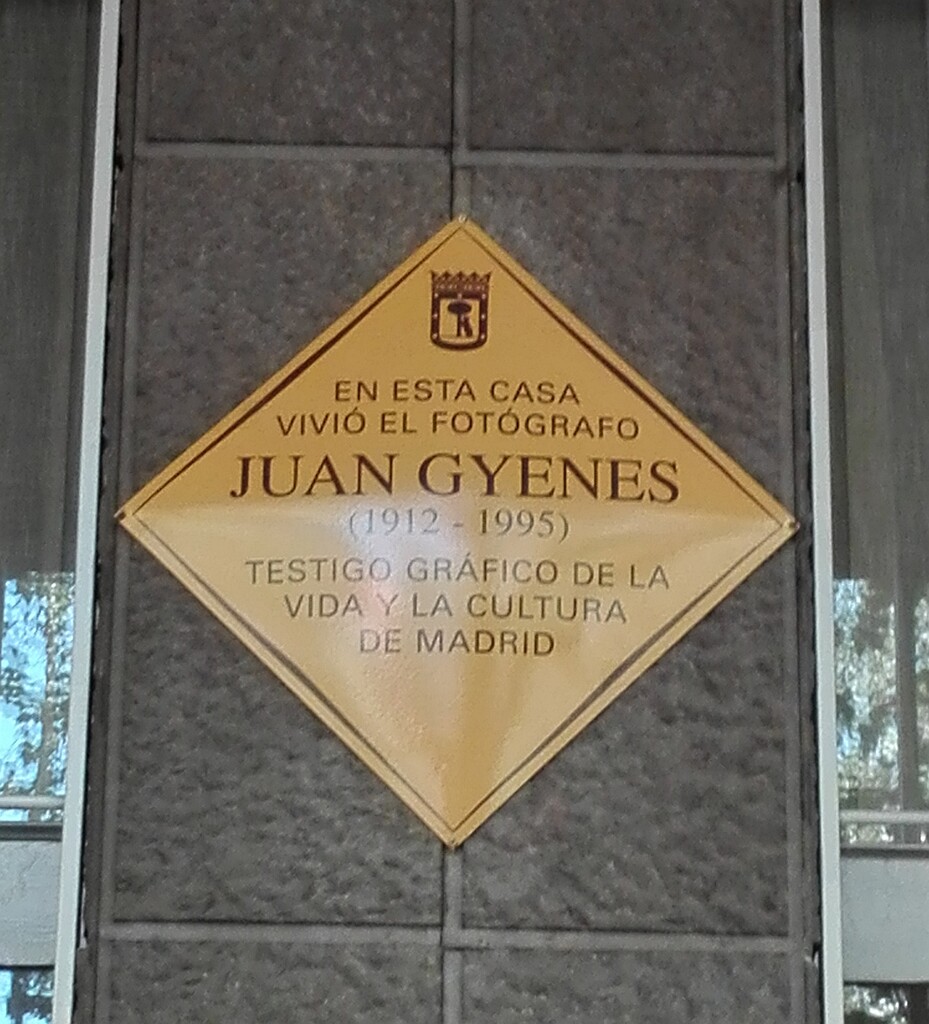 EN ESTA CASA
VIVIÓ EL FOTÓGRAFO
JUAN GYENES
(1912 - 1995)
TESTIGO GRÁFICO DE LA
VIDA Y LA CULTURA
DE MADRID